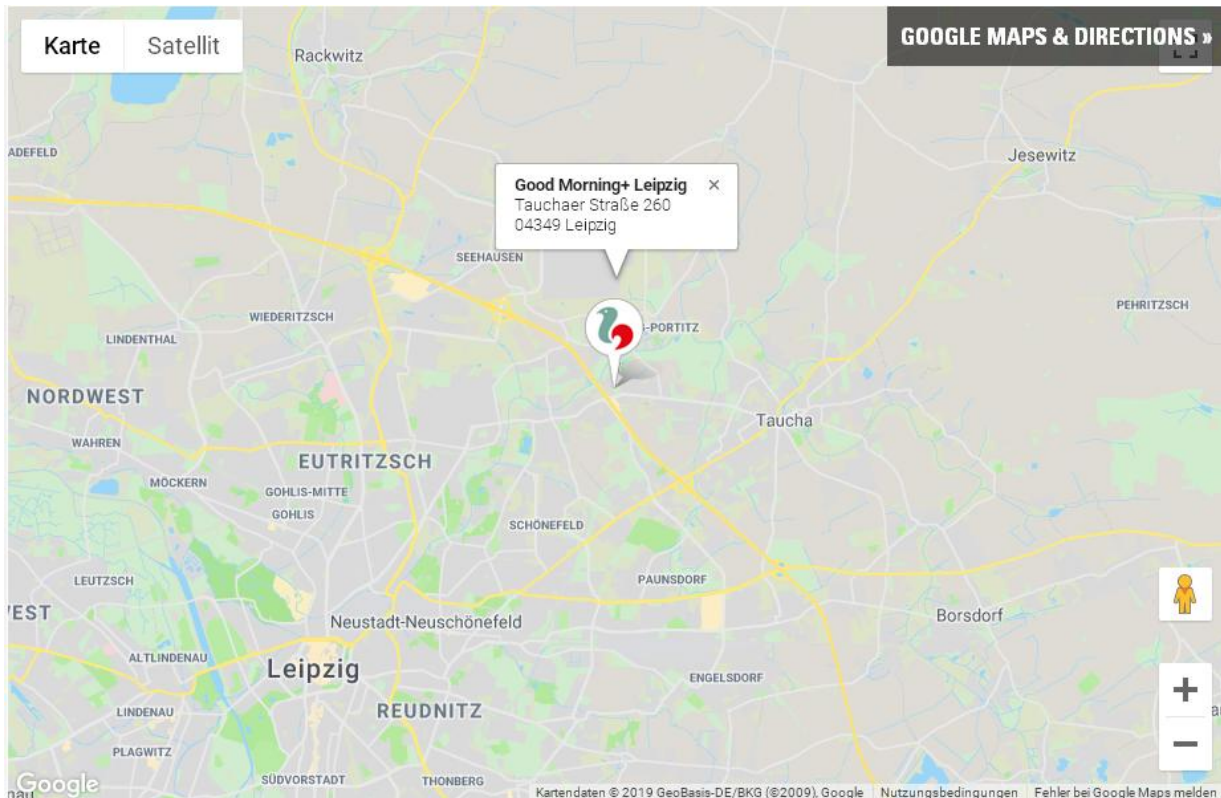 Karte
Satellit
GOOGLE MAPS & DIRECTIONS »
Rackwitz
Jesewitz
Good Morning+ Leipzig
Tauchaer Straße 260
04349 Leipzig
SEEHAUSEN
PEHRITZSCH
WIEDERITZSCH
-PORTITZ
LINDENTHAL
NORDWEST
Taucha
WAHREN
EUTRITZSCH
MÖCKERN
GOHLIS-MITTE
GOHLIS
SCHÖNEFELD
LEUTZSCH
PAUNSDORF
Borsdorf
Neustadt-Neuschönefeld
ALTLINDENAU
Leipzig
ENGELSDORF
LINDENAU
REUDNITZ
PLAGWITZ
SÜDVORSTADT
THONBERG
Google
Kartendaten © 2019 GeoBasis-DE/BKG (©2009), Google
Nutzungsbedingungen
Fehler bei Google Maps melden